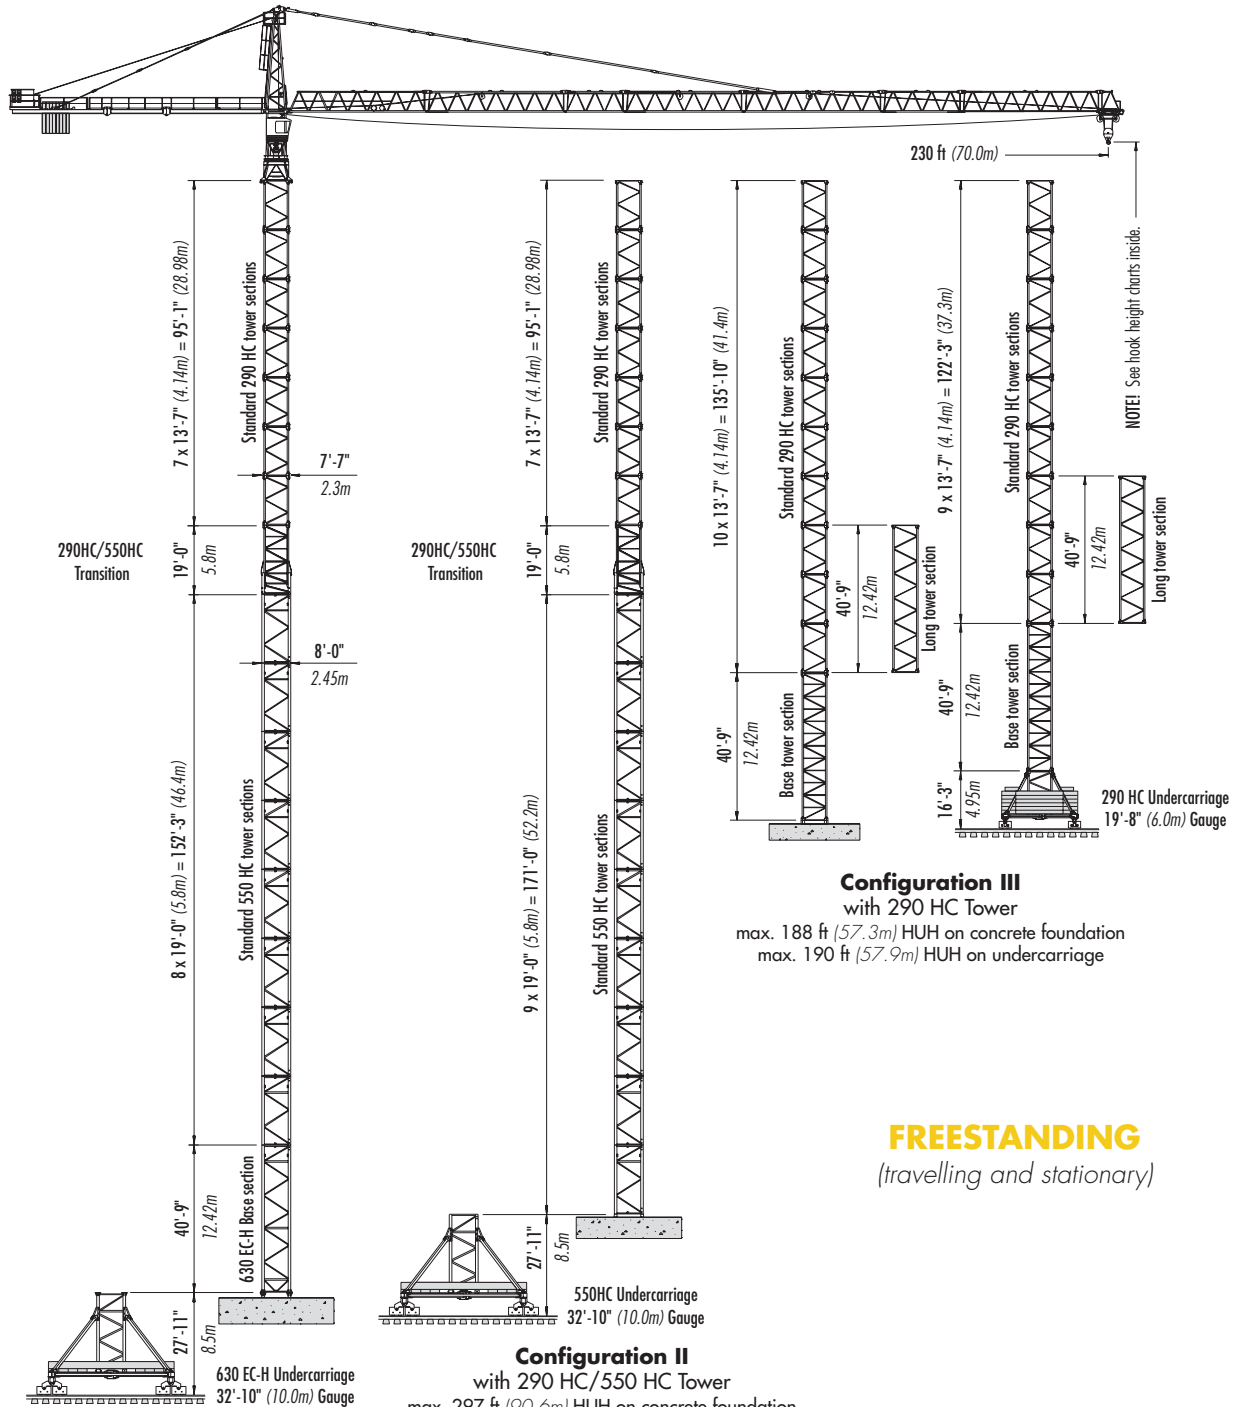 230 ft (70.0m)
NOTE! See hook height charts inside.
7 x 13'-7" (4.14m) = 95'-1" (28.98m)
Standard 290 HC tower sections
7'-7"
2.3m
290HC/550HC
Transition
19'-0"
5.8m
8'-0"
2.45m
8 x 19'-0" (5.8m) = 152'-3" (46.4m)
Standard 550 HC tower sections
40'-9"
12.42m
630 EC-H Base section
27'-11"
8.5m
630 EC-H Undercarriage
32'-10" (10.0m) Gauge
7 x 13'-7" (4.14m) = 95'-1" (28.98m)
Standard 290 HC tower sections
290HC/550HC
Transition
19'-0"
5.8m
9 x 19'-0" (5.8m) = 171'-0" (52.2m)
Standard 550 HC tower sections
27'-11"
8.5m
550HC Undercarriage
32'-10" (10.0m) Gauge
Configuration II
with 290 HC/550 HC Tower
max. 297 ft (90.6m) HUH on concrete foundation
10 x 13'-7" (4.14m) = 135'-10" (41.4m)
Standard 290 HC tower sections
40'-9"
12.42m
Long tower section
40'-9"
12.42m
Base tower section
9 x 13'-7" (4.14m) = 122'-3" (37.3m)
Standard 290 HC tower sections
40'-9"
12.42m
Long tower section
40'-9"
12.42m
Base tower section
16'-3"
4.95m
290 HC Undercarriage
19'-8" (6.0m) Gauge
Configuration III
with 290 HC Tower
max. 188 ft (57.3m) HUH on concrete foundation
max. 190 ft (57.9m) HUH on undercarriage
FREESTANDING
(travelling and stationary)